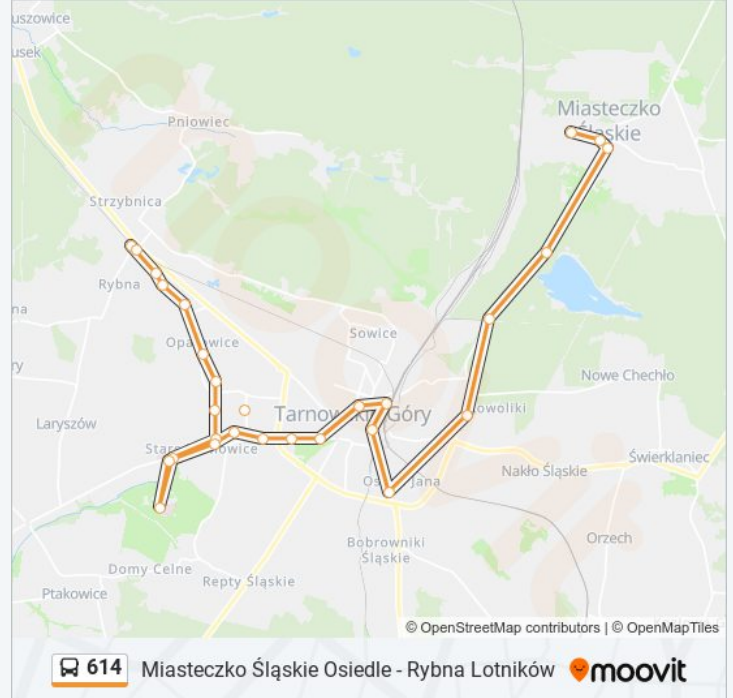 uszowice
usek
Miasteczko
Śląskie
Pniowiec
Strzybnica
Rybna
na
Sowice
Opatowice
ry
Nowe Chechło
Tarnowskie Góry
Laryszów
Stare Tarnowice
Świerklaniec
Nakło Śląskie
Osada Jana
Orzech
Bobrowniki
Śląskie
Domy Celne
Repty Śląskie
Ptakowice
© OpenStreetMap contributors | © OpenMapTiles
614 Miasteczko Śląskie Osiedle - Rybna Lotników moovit